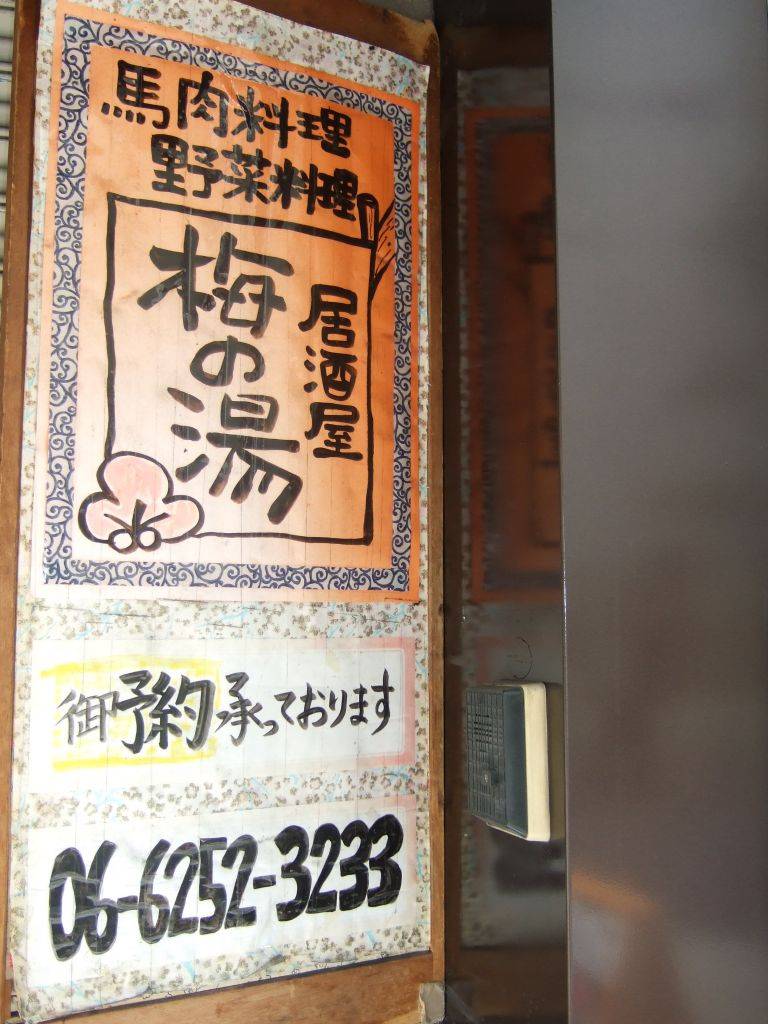 馬肉料理
野菜料理
居酒屋
梅の湯
御予約承っております
06-6252-3233